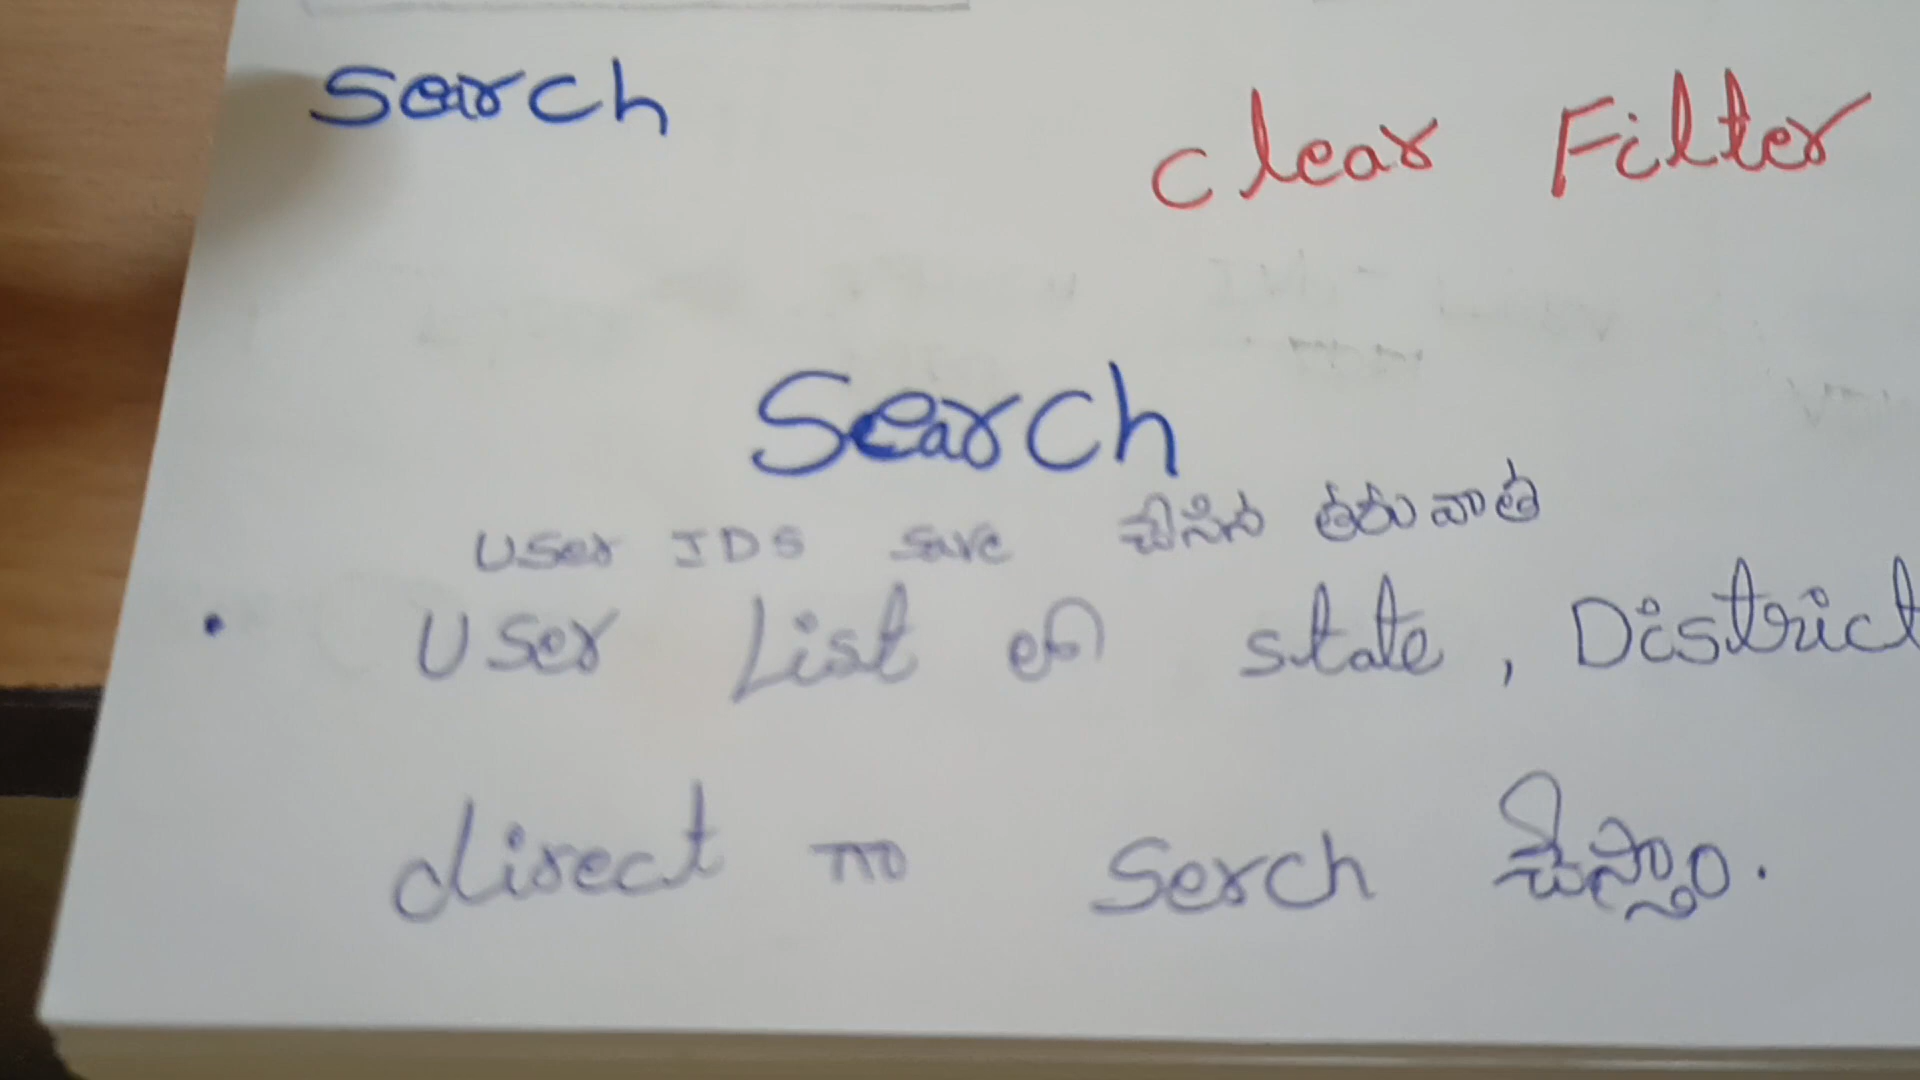 Search Clear Filter
Search
User IDS save చేసిన తరువాత
• User List లో state, District
direct గా Serch చేస్తాం.